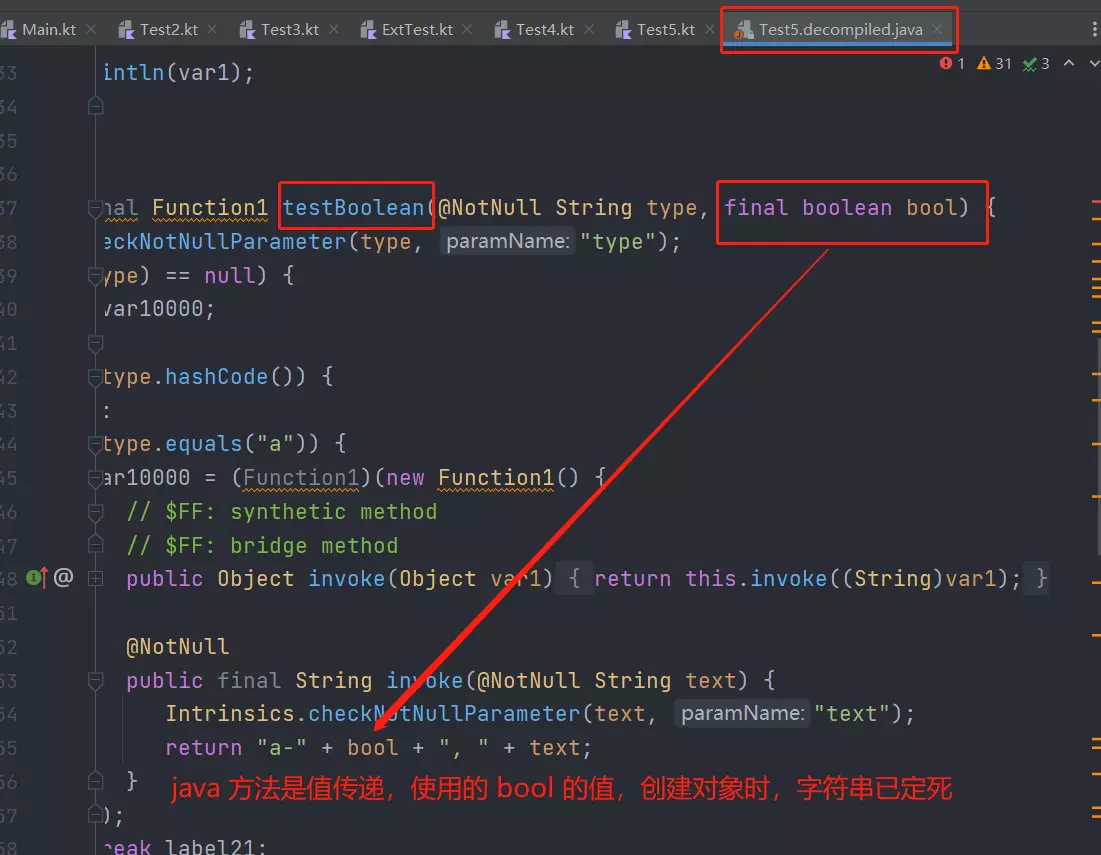 Main.kt Test2.kt Test3.kt ExtTest.kt Test4.kt Test5.kt Test5.decompiled.java
1 31 3
33 intln(var1);
34
35
36
37 nal Function1 testBoolean(@NotNull String type, final boolean bool) {
38 eckNotNullParameter(type, paramName: "type");
39 ype) == null) {
40 var10000;
41
42 type.hashCode()) {
43 :
44 type.equals("a")) {
45 ar10000 = (Function1)(new Function1() {
46 // $FF: synthetic method
47 // $FF: bridge method
48 @ public Object invoke(Object var1) { return this.invoke((String)var1); }
51
52 @NotNull
53 public final String invoke(@NotNull String text) {
54 Intrinsics.checkNotNullParameter(text, paramName: "text");
55 return "a-" + bool + ", " + text;
56 }
java 方法是值传递，使用的 bool 的值，创建对象时，字符串已定死
57 );
58 reak label21;